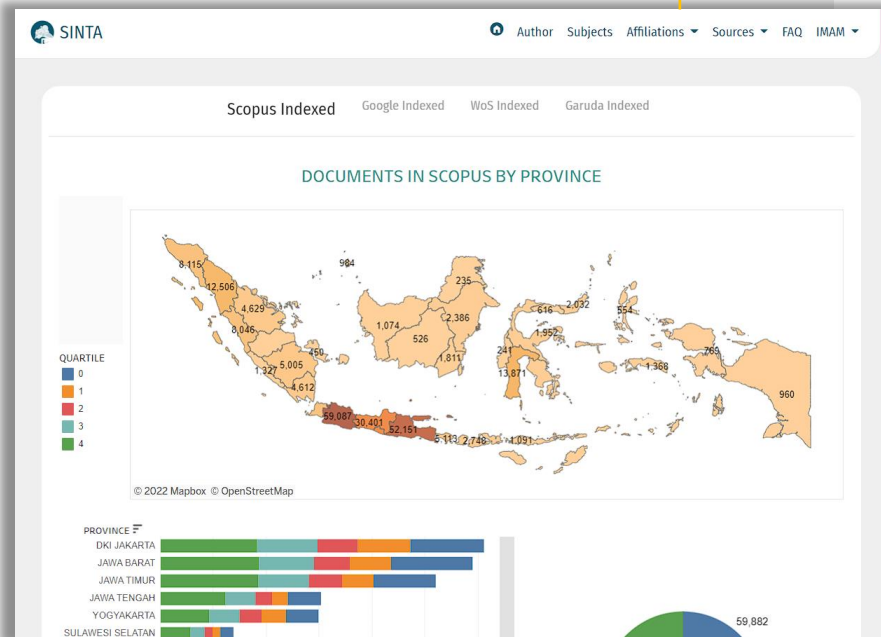 SINTA
Author Subjects Affiliations Sources FAQ IMAM
Scopus Indexed Google Indexed WoS Indexed Garuda Indexed
DOCUMENTS IN SCOPUS BY PROVINCE
984
8,115
235
12,506
2,032
4,629
616
554
2,386
1,074
8,046
1,952
526
450
241
769
1,811
5,005
1,368
1,327
13,871
4,612
960
59,087
30,401
52,151
5,113 2,748 1,091
QUARTILE
0
1
2
3
4
© 2022 Mapbox © OpenStreetMap
PROVINCE
DKI JAKARTA
JAWA BARAT
JAWA TIMUR
JAWA TENGAH
YOGYAKARTA
SULAWESI SELATAN
59,882